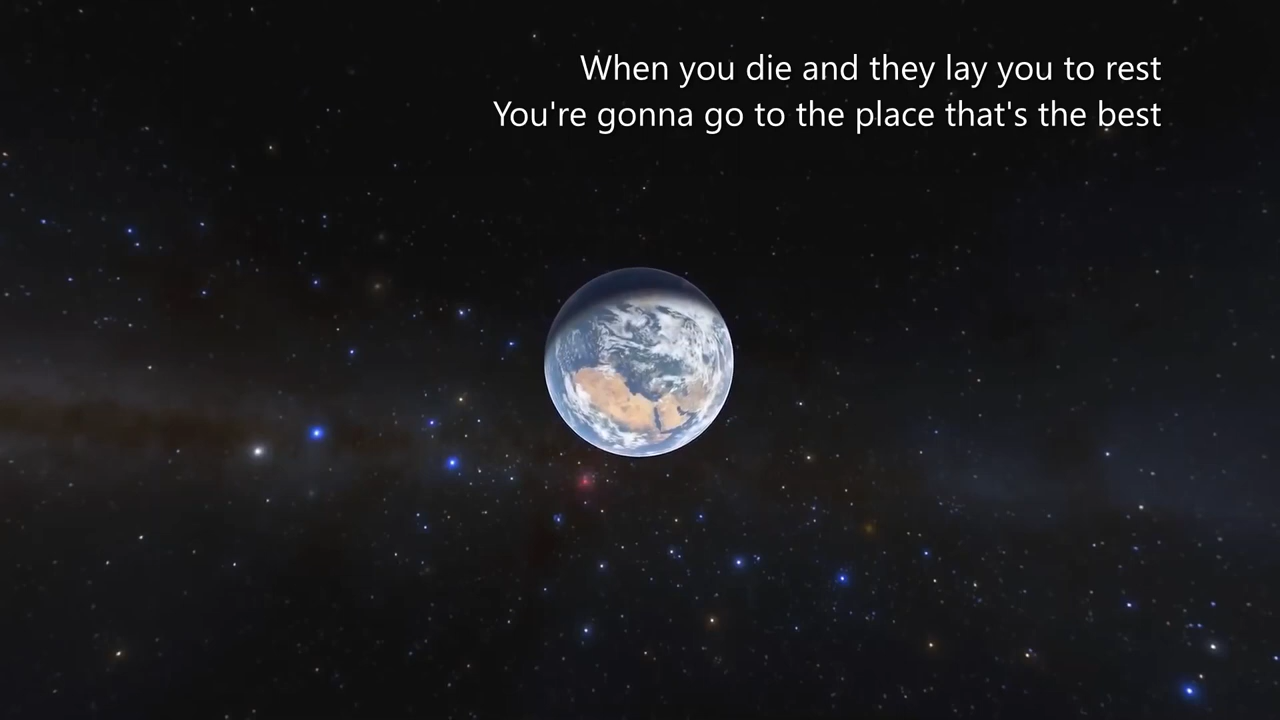 When you die and they lay you to rest
You're gonna go to the place that's the best